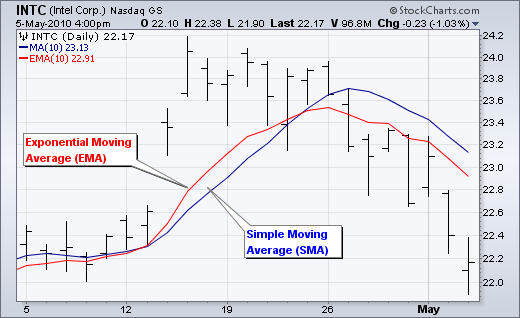 INTC (Intel Corp.) Nasdaq GS © StockCharts.com
5-May-2010 4:00pm O 22.10 H 22.38 L 21.90 Last 22.17 V 96.8M Chg -0.23 (-1.03%)
INTC (Daily) 22.17
MA(10) 23.13
EMA(10) 22.91
Exponential Moving
Average (EMA)
Simple Moving
Average (SMA)
24.2
24.0
23.8
23.6
23.4
23.2
23.0
22.8
22.6
22.4
22.2
22.0
5 12 19 26 May